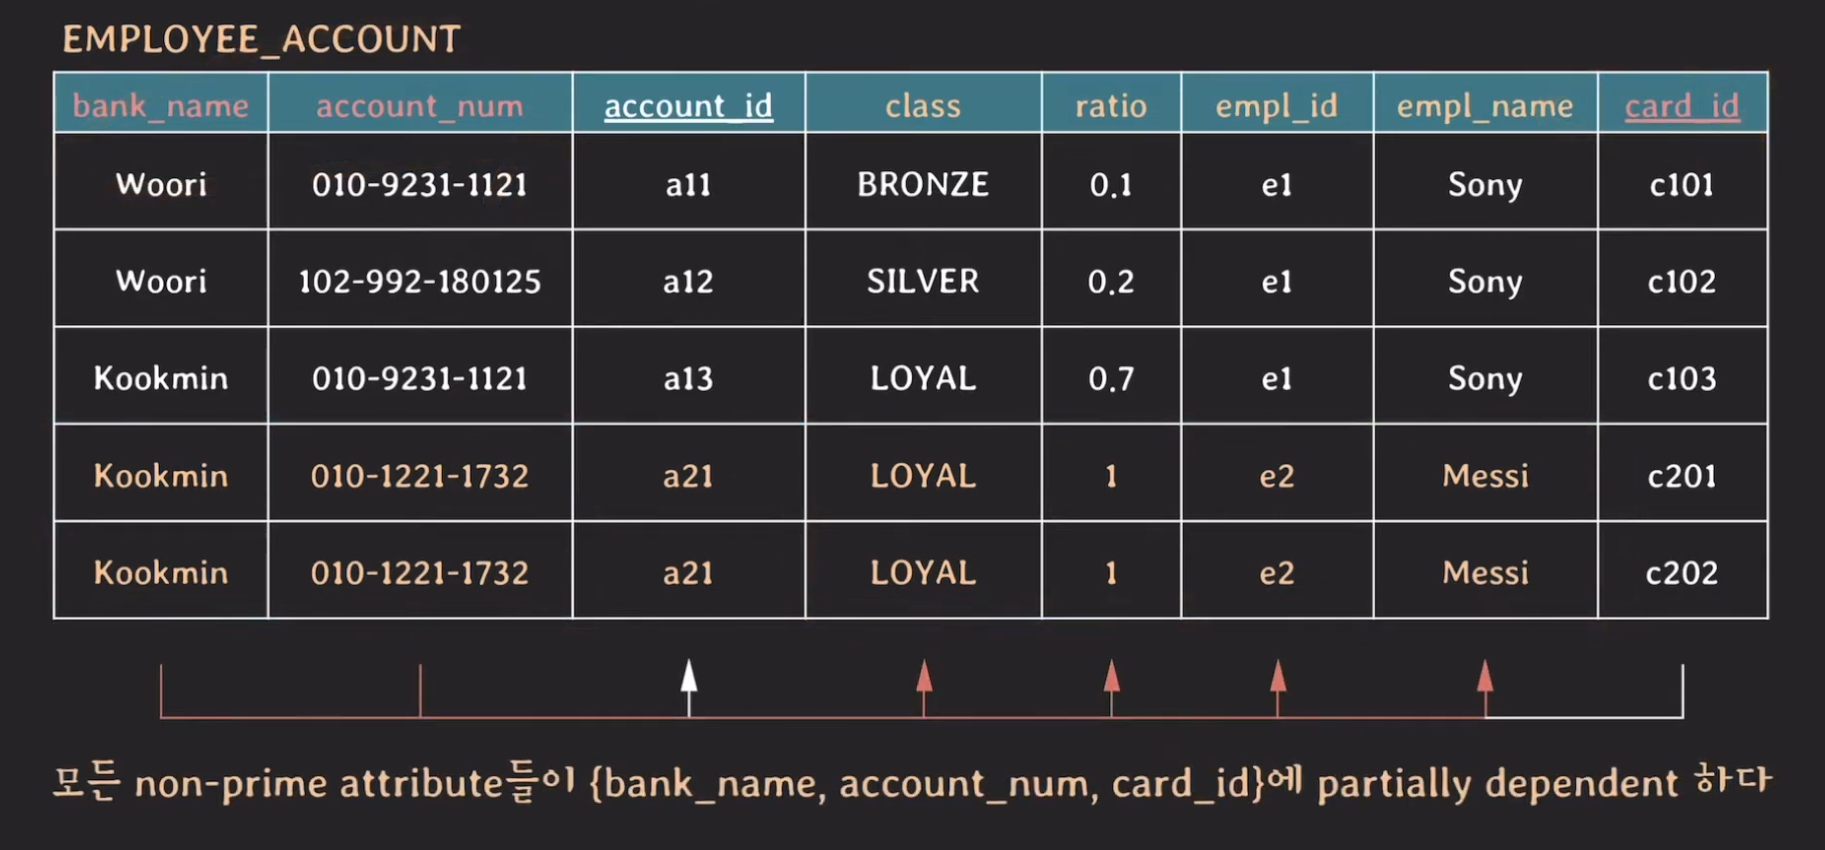 EMPLOYEE_ACCOUNT
bank_name account_num account_id class ratio empl_id empl_name card_id
Woori 010-9231-1121 a11 BRONZE 0.1 e1 Sony c101
Woori 102-992-180125 a12 SILVER 0.2 e1 Sony c102
Kookmin 010-9231-1121 a13 LOYAL 0.7 e1 Sony c103
Kookmin 010-1221-1732 a21 LOYAL 1 e2 Messi c201
Kookmin 010-1221-1732 a21 LOYAL 1 e2 Messi c202
모든 non-prime attribute들이 {bank_name, account_num, card_id}에 partially dependent 하다